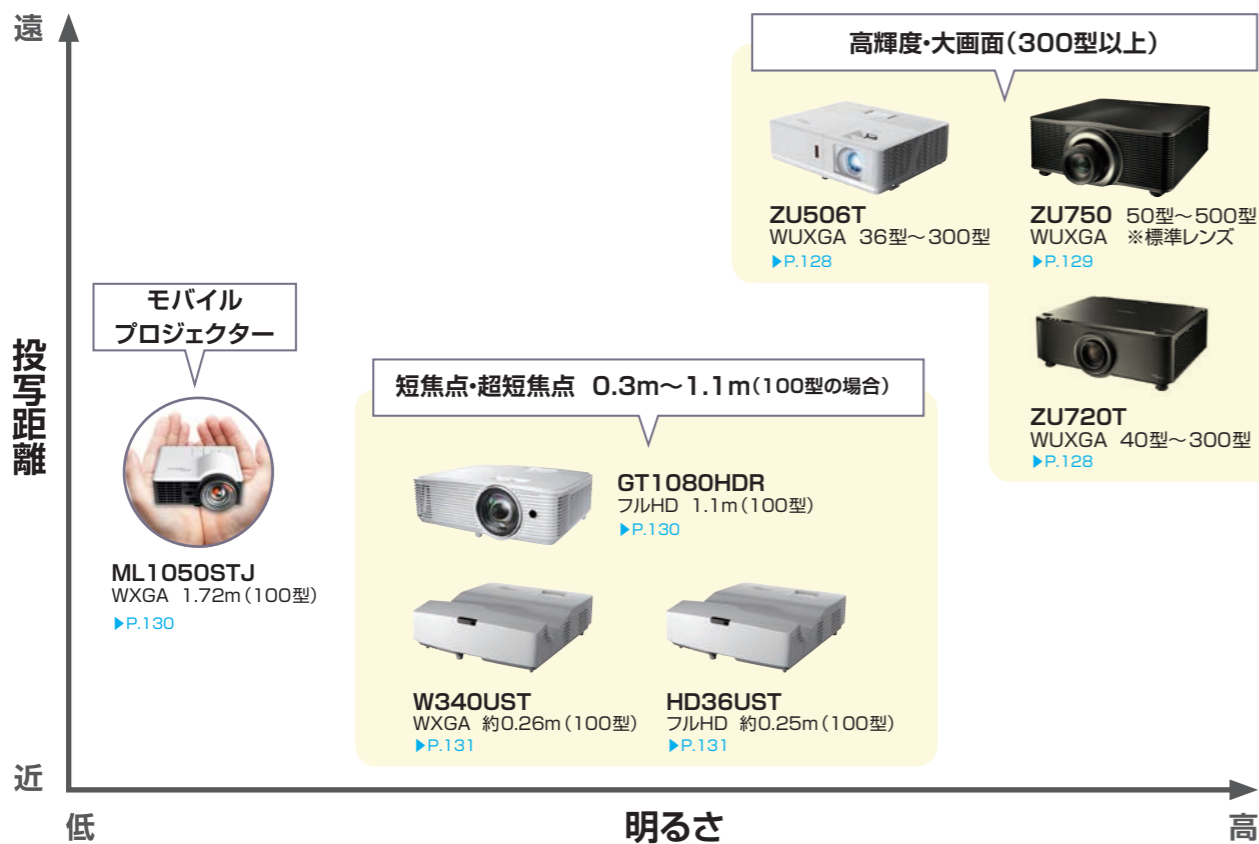 遠
高輝度・大画面(300型以上)
ZU506T
WUXGA 36型～300型
▶P.128
ZU750 50型～500型
WUXGA ※標準レンズ
▶P.129
モバイル
プロジェクター
投写距離
短焦点・超短焦点 0.3m～1.1m(100型の場合)
ZU720T
WUXGA 40型～300型
▶P.128
GT1080HDR
フルHD 1.1m(100型)
▶P.130
ML1050STJ
WXGA 1.72m(100型)
▶P.130
W340UST
WXGA 約0.26m(100型)
▶P.131
HD36UST
フルHD 約0.25m(100型)
▶P.131
近
低
明るさ
高